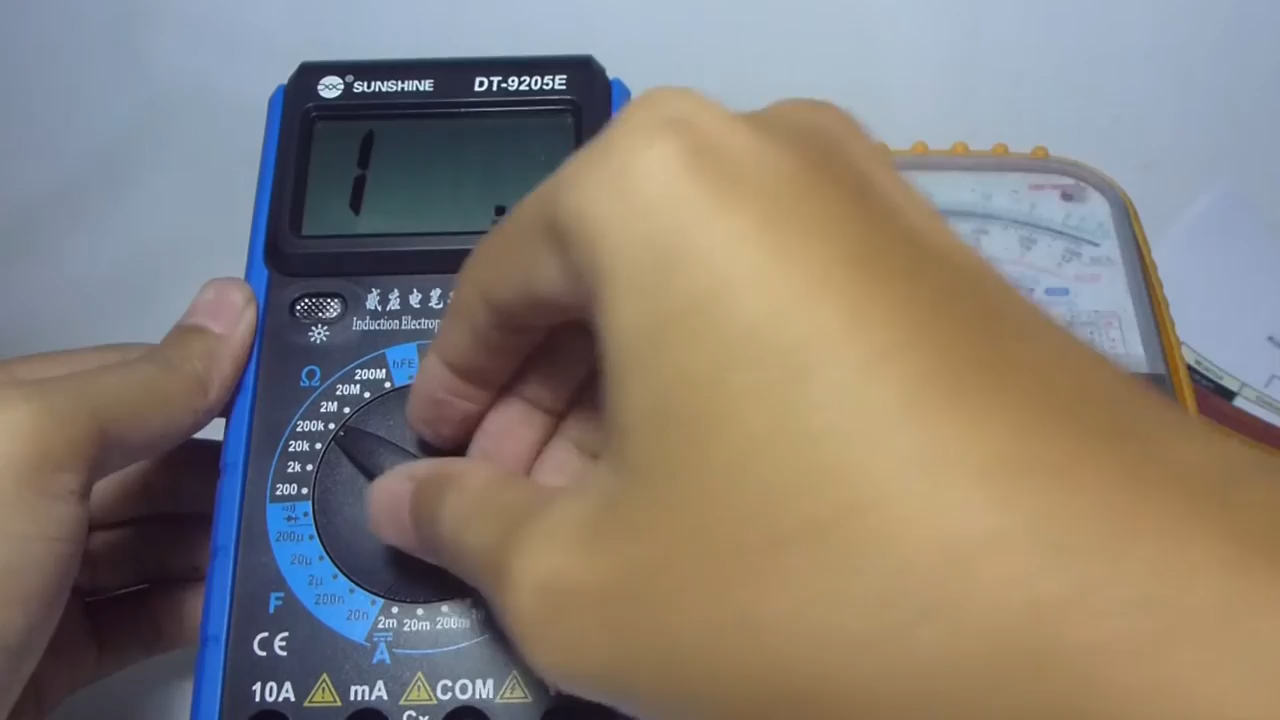 SUNSHINE DT-9205E
1
感应电笔
Induction
Ω
hFE
200M
20M
2M
200k
20k
2k
200
200µ
20µ
2µ
200n
20n
F
2m 20m 200m
A
CE
10A mA COM
Cx